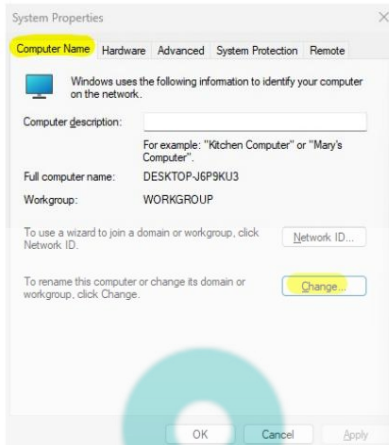 System Properties
Computer Name Hardware Advanced System Protection Remote
Windows uses the following information to identify your computer
on the network.
Computer description:
For example: "Kitchen Computer" or "Mary's
Computer".
Full computer name: DESKTOP-J6P9KU3
Workgroup: WORKGROUP
To use a wizard to join a domain or workgroup, click
Network ID.
Network ID...
To rename this computer or change its domain or
workgroup, click Change.
Change...
OK Cancel Apply